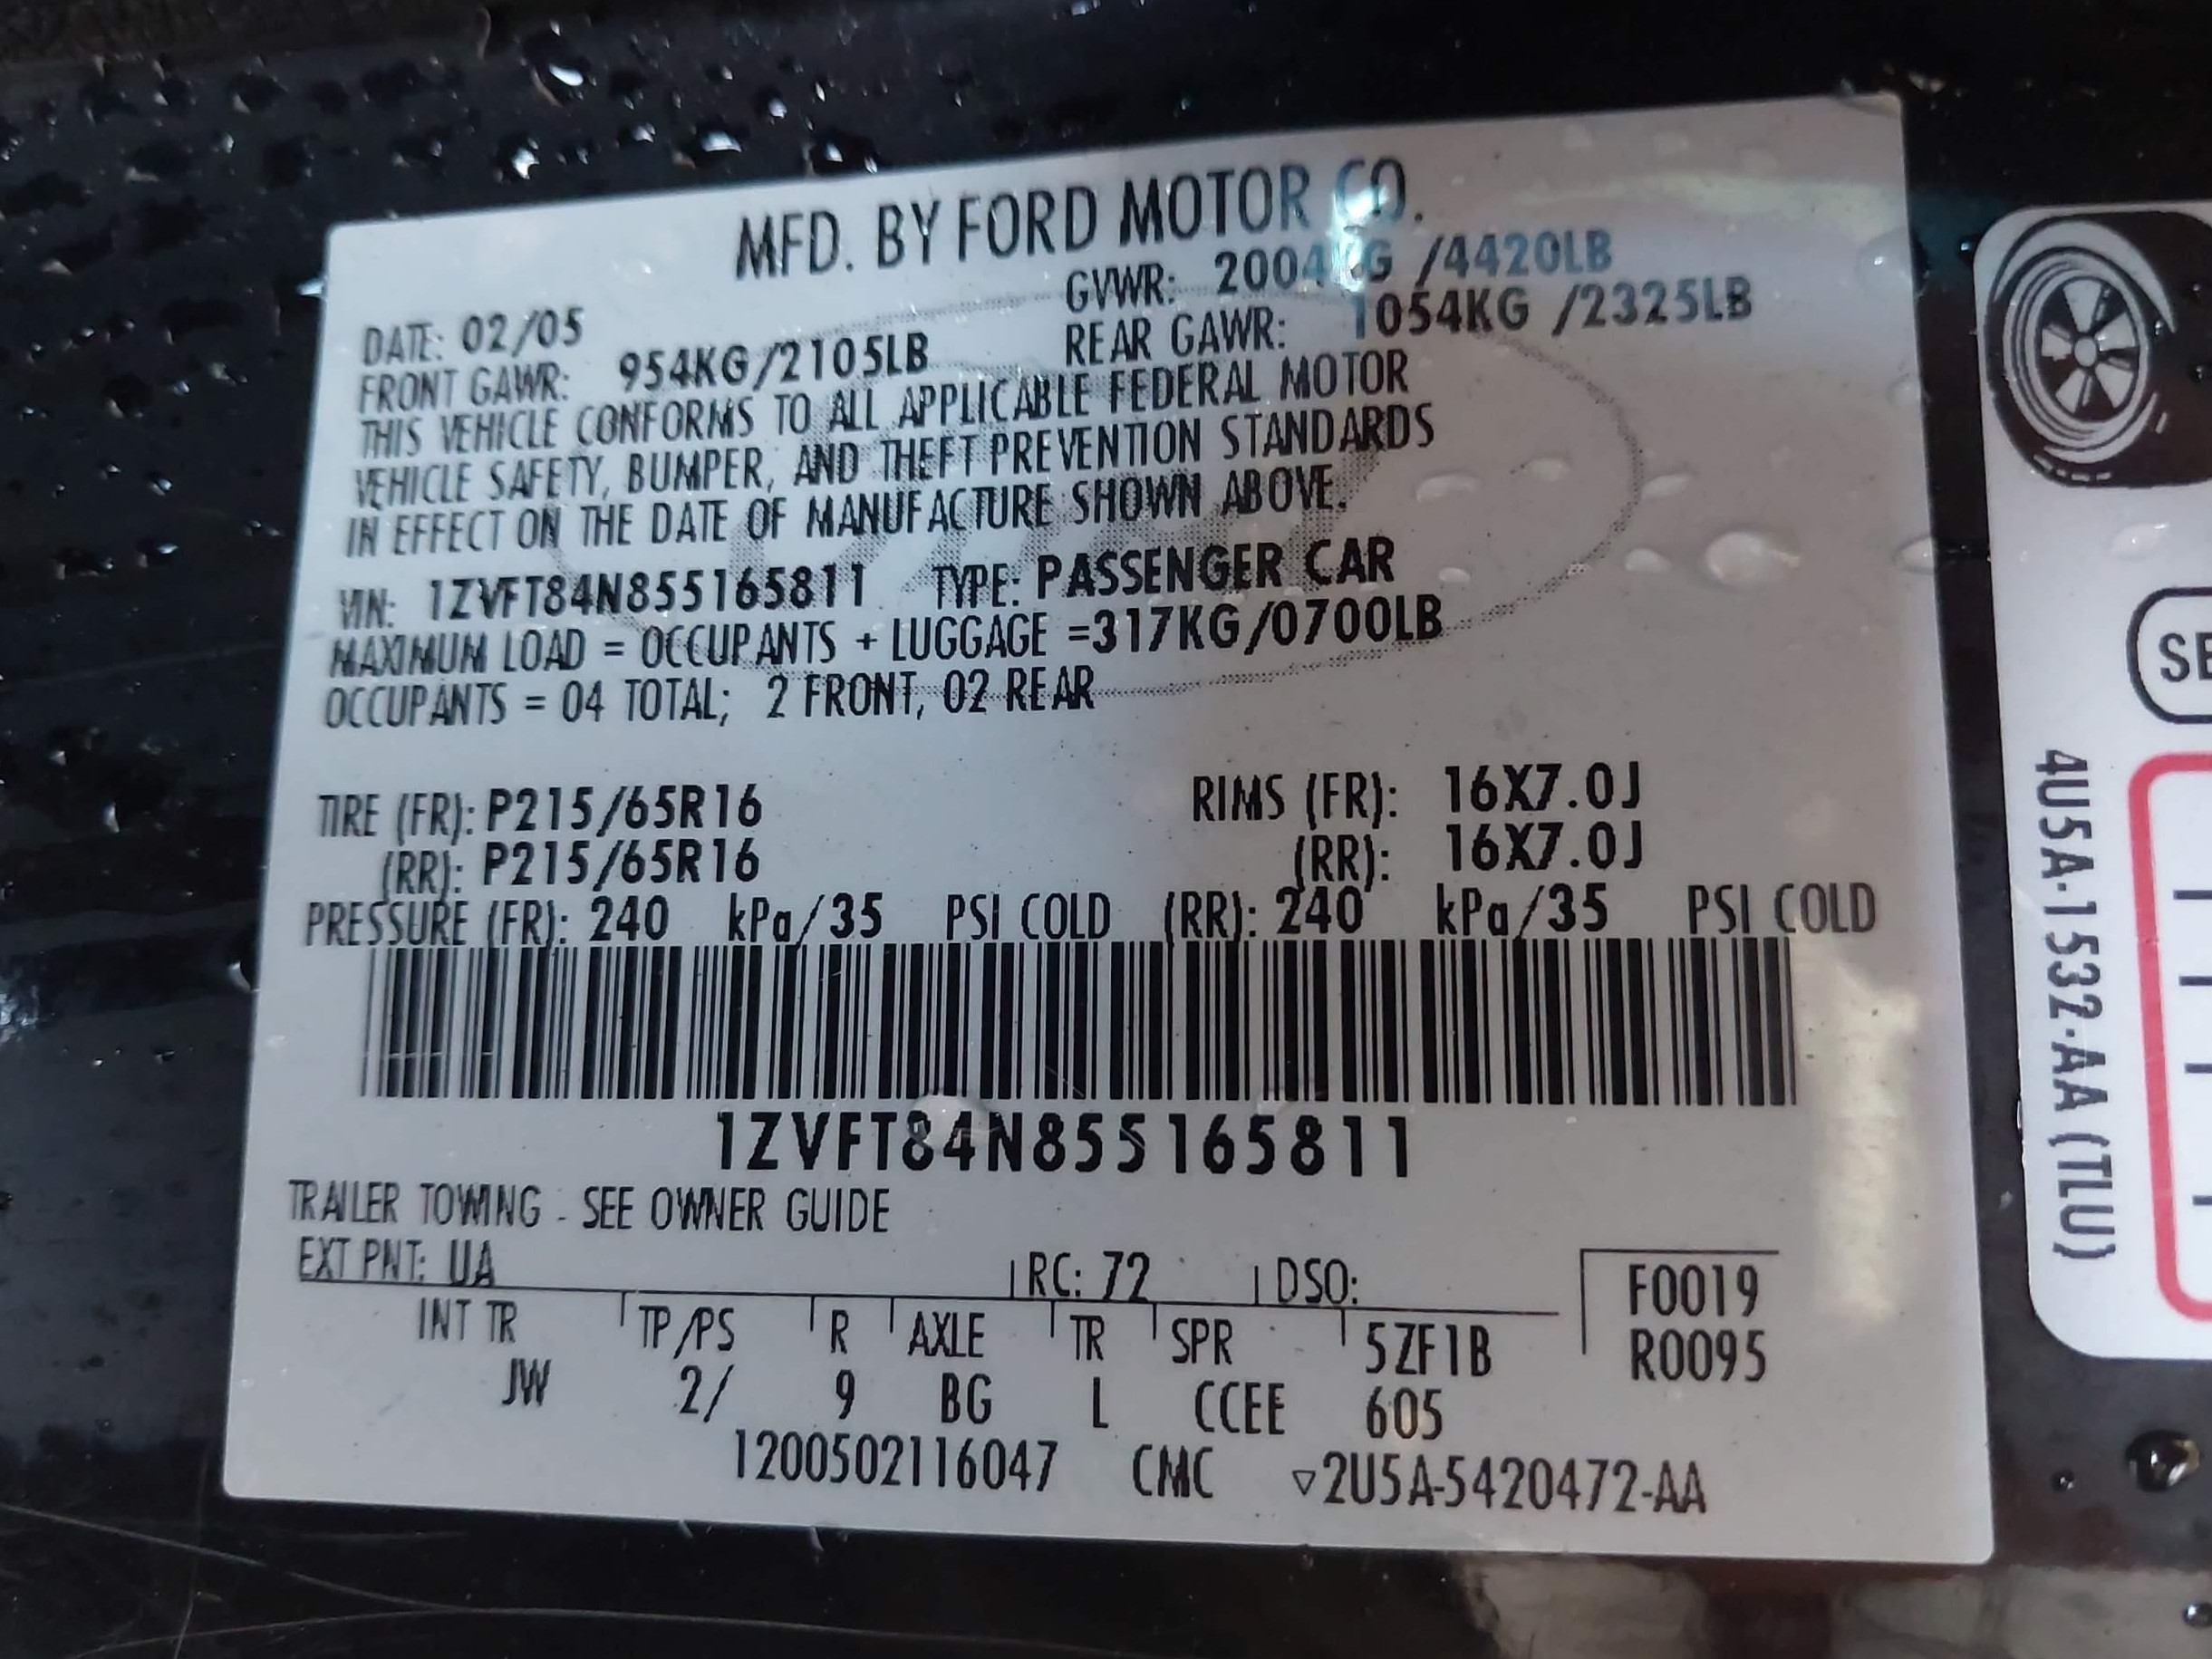 MFD. BY FORD MOTOR CO.
DATE: 02/05 GVWR: 2004KG /4420LB
FRONT GAWR: 954KG/2105LB REAR GAWR: 1054KG /2325LB
THIS VEHICLE CONFORMS TO ALL APPLICABLE FEDERAL MOTOR
VEHICLE SAFETY, BUMPER, AND THEFT PREVENTION STANDARDS
IN EFFECT ON THE DATE OF MANUFACTURE SHOWN ABOVE.
VIN: 1ZVFT84N855165811 TYPE: PASSENGER CAR
MAXIMUM LOAD = OCCUPANTS + LUGGAGE =317KG/0700LB
OCCUPANTS = 04 TOTAL; 2 FRONT, 02 REAR
TIRE (FR): P215/65R16 RIMS (FR): 16X7.0J
(RR): P215/65R16 (RR): 16X7.0J
PRESSURE (FR): 240 kPa/35 PSI COLD (RR): 240 kPa/35 PSI COLD
1ZVFT84N855165811
TRAILER TOWING - SEE OWNER GUIDE
EXT PNT: UA RC: 72 DSO: F0019
INT TR TP/PS R AXLE TR SPR 5ZF1B R0095
JW 2/ 9 BG L CCEE 605
1200502116047 CMC ▽2U5A-5420472-AA
SE
4U5A-1532-AA (TLU)